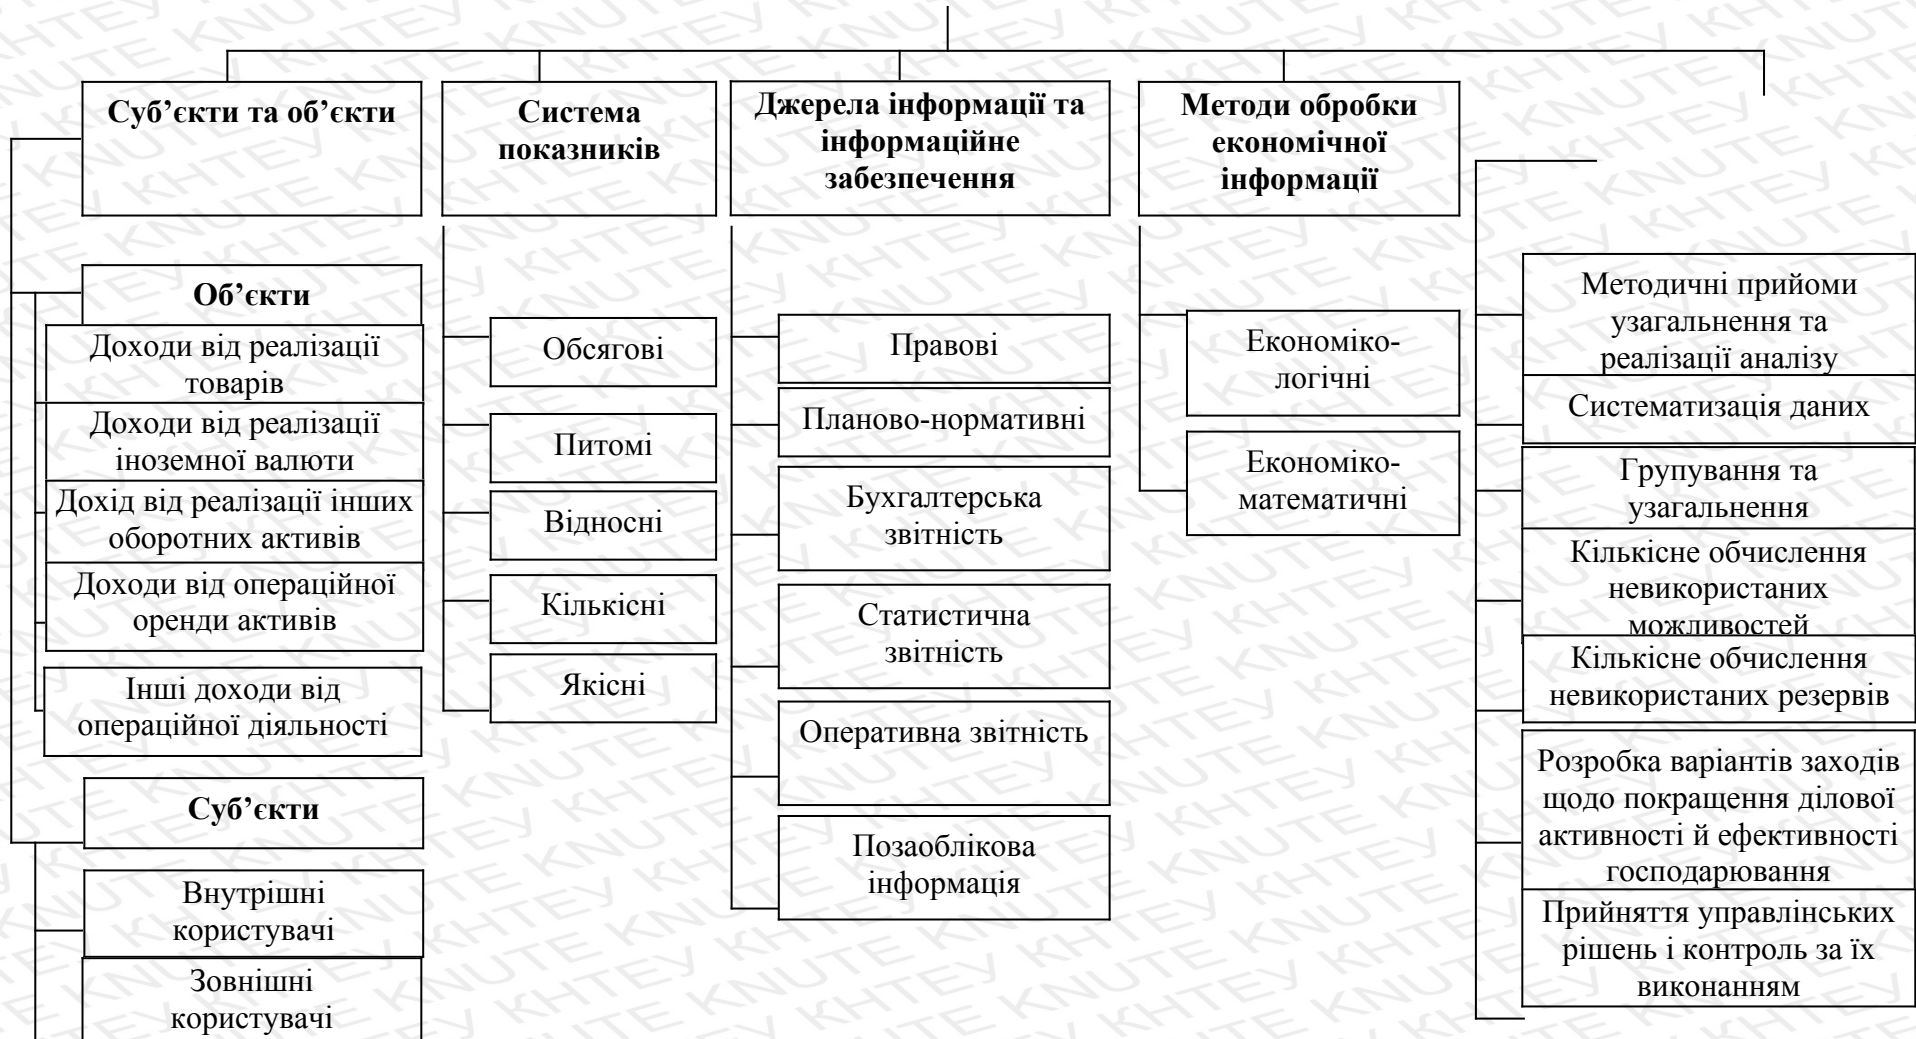 Суб’єкти та об’єкти
Об’єкти
Доходи від реалізації
товарів
Доходи від реалізації
іноземної валюти
Дохід від реалізації інших
оборотних активів
Доходи від операційної
оренди активів
Інші доходи від
операційної діяльності
Суб’єкти
Внутрішні
користувачі
Зовнішні
користувачі
Система
показників
Обсягові
Питомі
Відносні
Кількісні
Якісні
Джерела інформації та
інформаційне
забезпечення
Правові
Планово-нормативні
Бухгалтерська
звітність
Статистична
звітність
Оперативна звітність
Позаоблікова
інформація
Методи обробки
економічної
інформації
Економіко-
логічні
Економіко-
математичні
Методичні прийоми
узагальнення та
реалізації аналізу
Систематизація даних
Групування та
узагальнення
Кількісне обчислення
невикористаних
можливостей
Кількісне обчислення
невикористаних резервів
Розробка варіантів заходів
щодо покращення ділової
активності й ефективності
господарювання
Прийняття управлінських
рішень і контроль за їх
виконанням